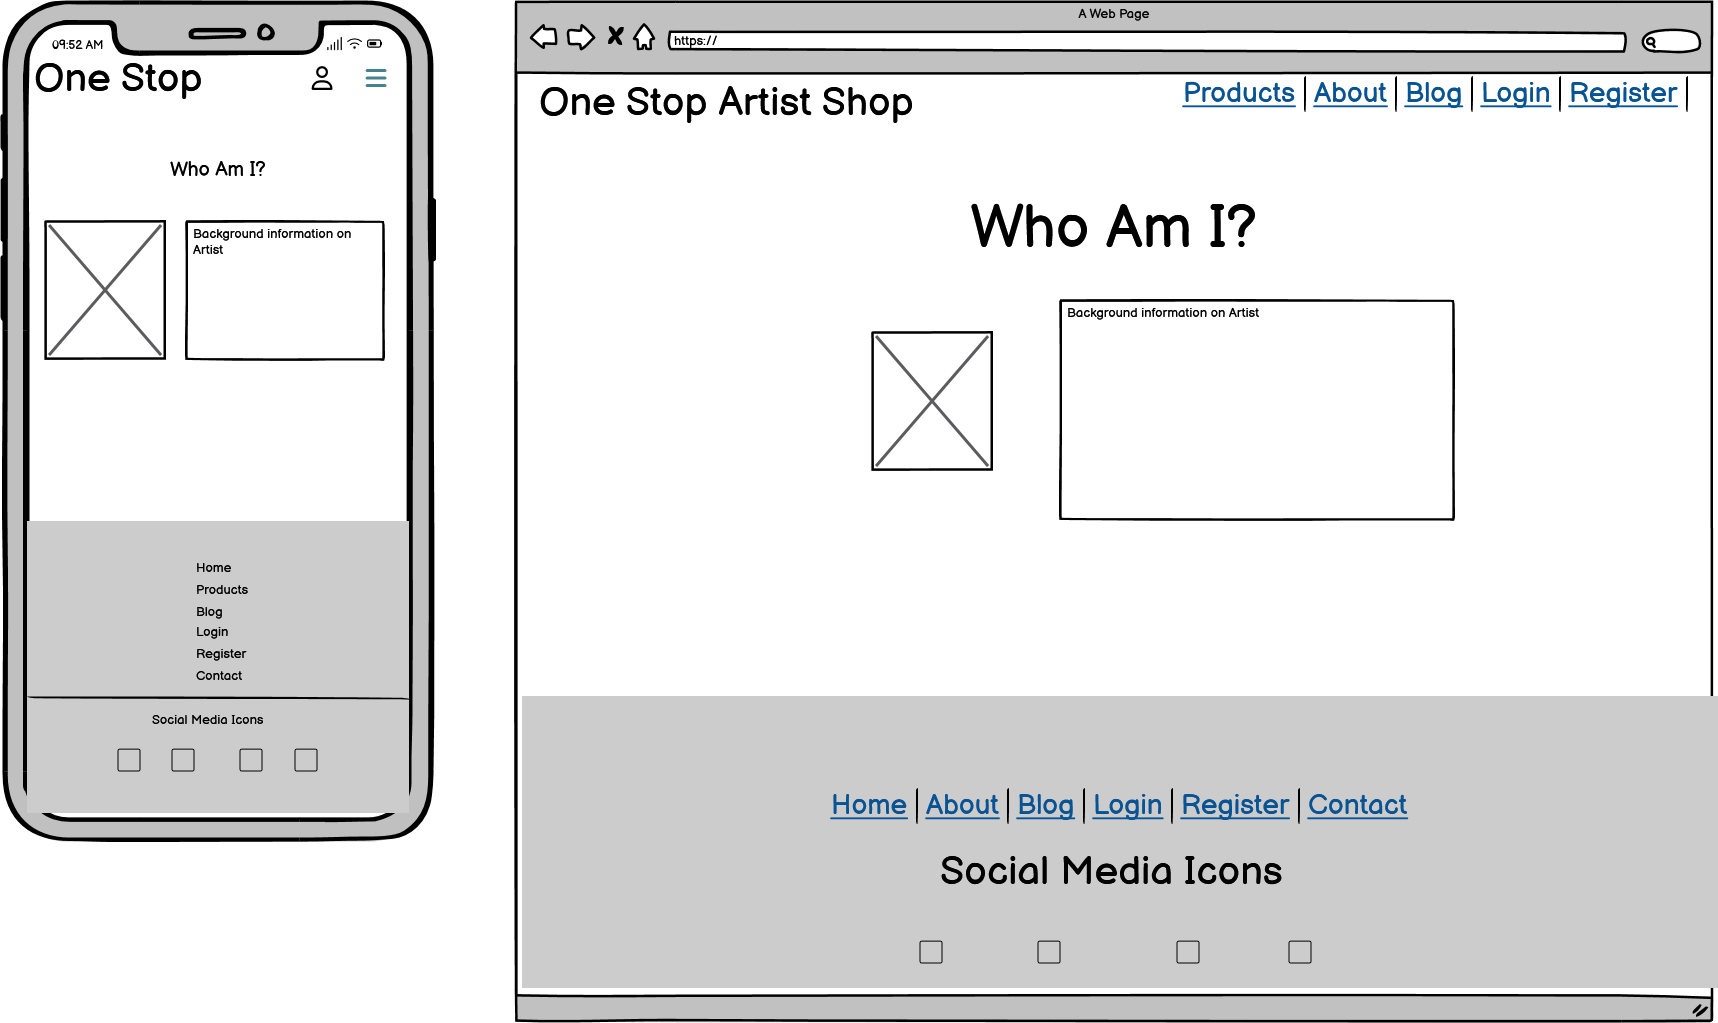 09:52 AM
One Stop
Who Am I?
Background information on
Artist
Home
Products
Blog
Login
Register
Contact
Social Media Icons
A Web Page
https://
One Stop Artist Shop
Products About Blog Login Register
Who Am I?
Background information on Artist
Home About Blog Login Register Contact
Social Media Icons